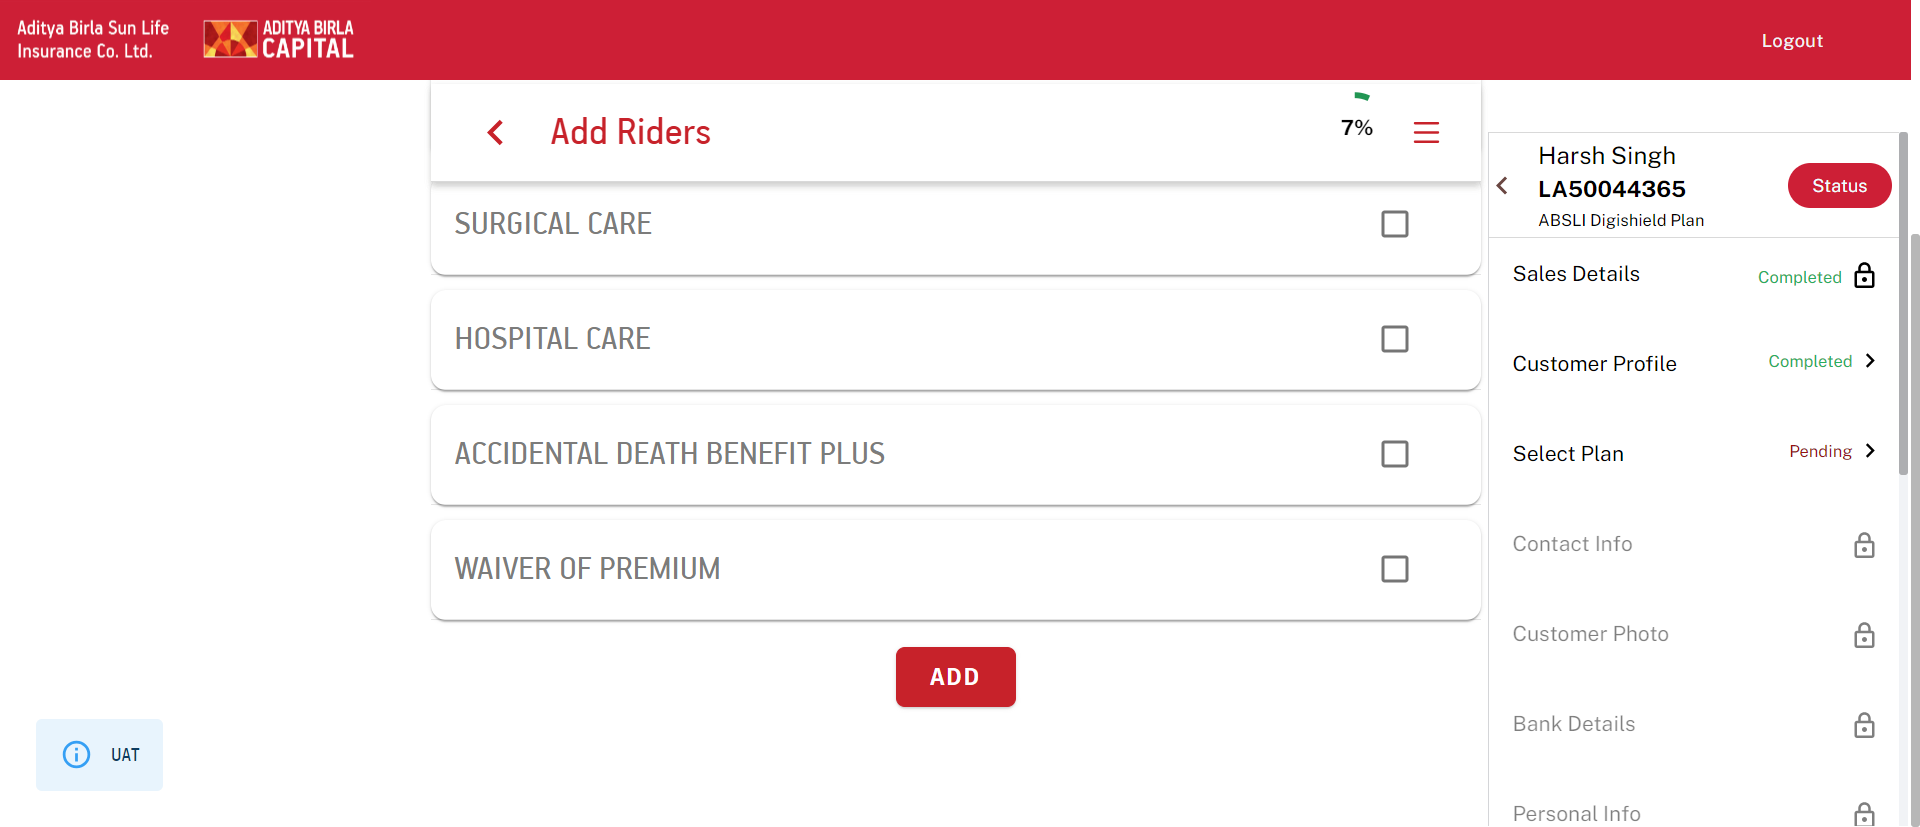 Aditya Birla Sun Life
Insurance Co. Ltd.
ADITYA BIRLA
CAPITAL
Logout
Add Riders
7%
SURGICAL CARE
HOSPITAL CARE
ACCIDENTAL DEATH BENEFIT PLUS
WAIVER OF PREMIUM
ADD
UAT
Harsh Singh
LA50044365
ABSLI Digishield Plan
Status
Sales Details Completed
Customer Profile Completed
Select Plan Pending
Contact Info
Customer Photo
Bank Details
Personal Info